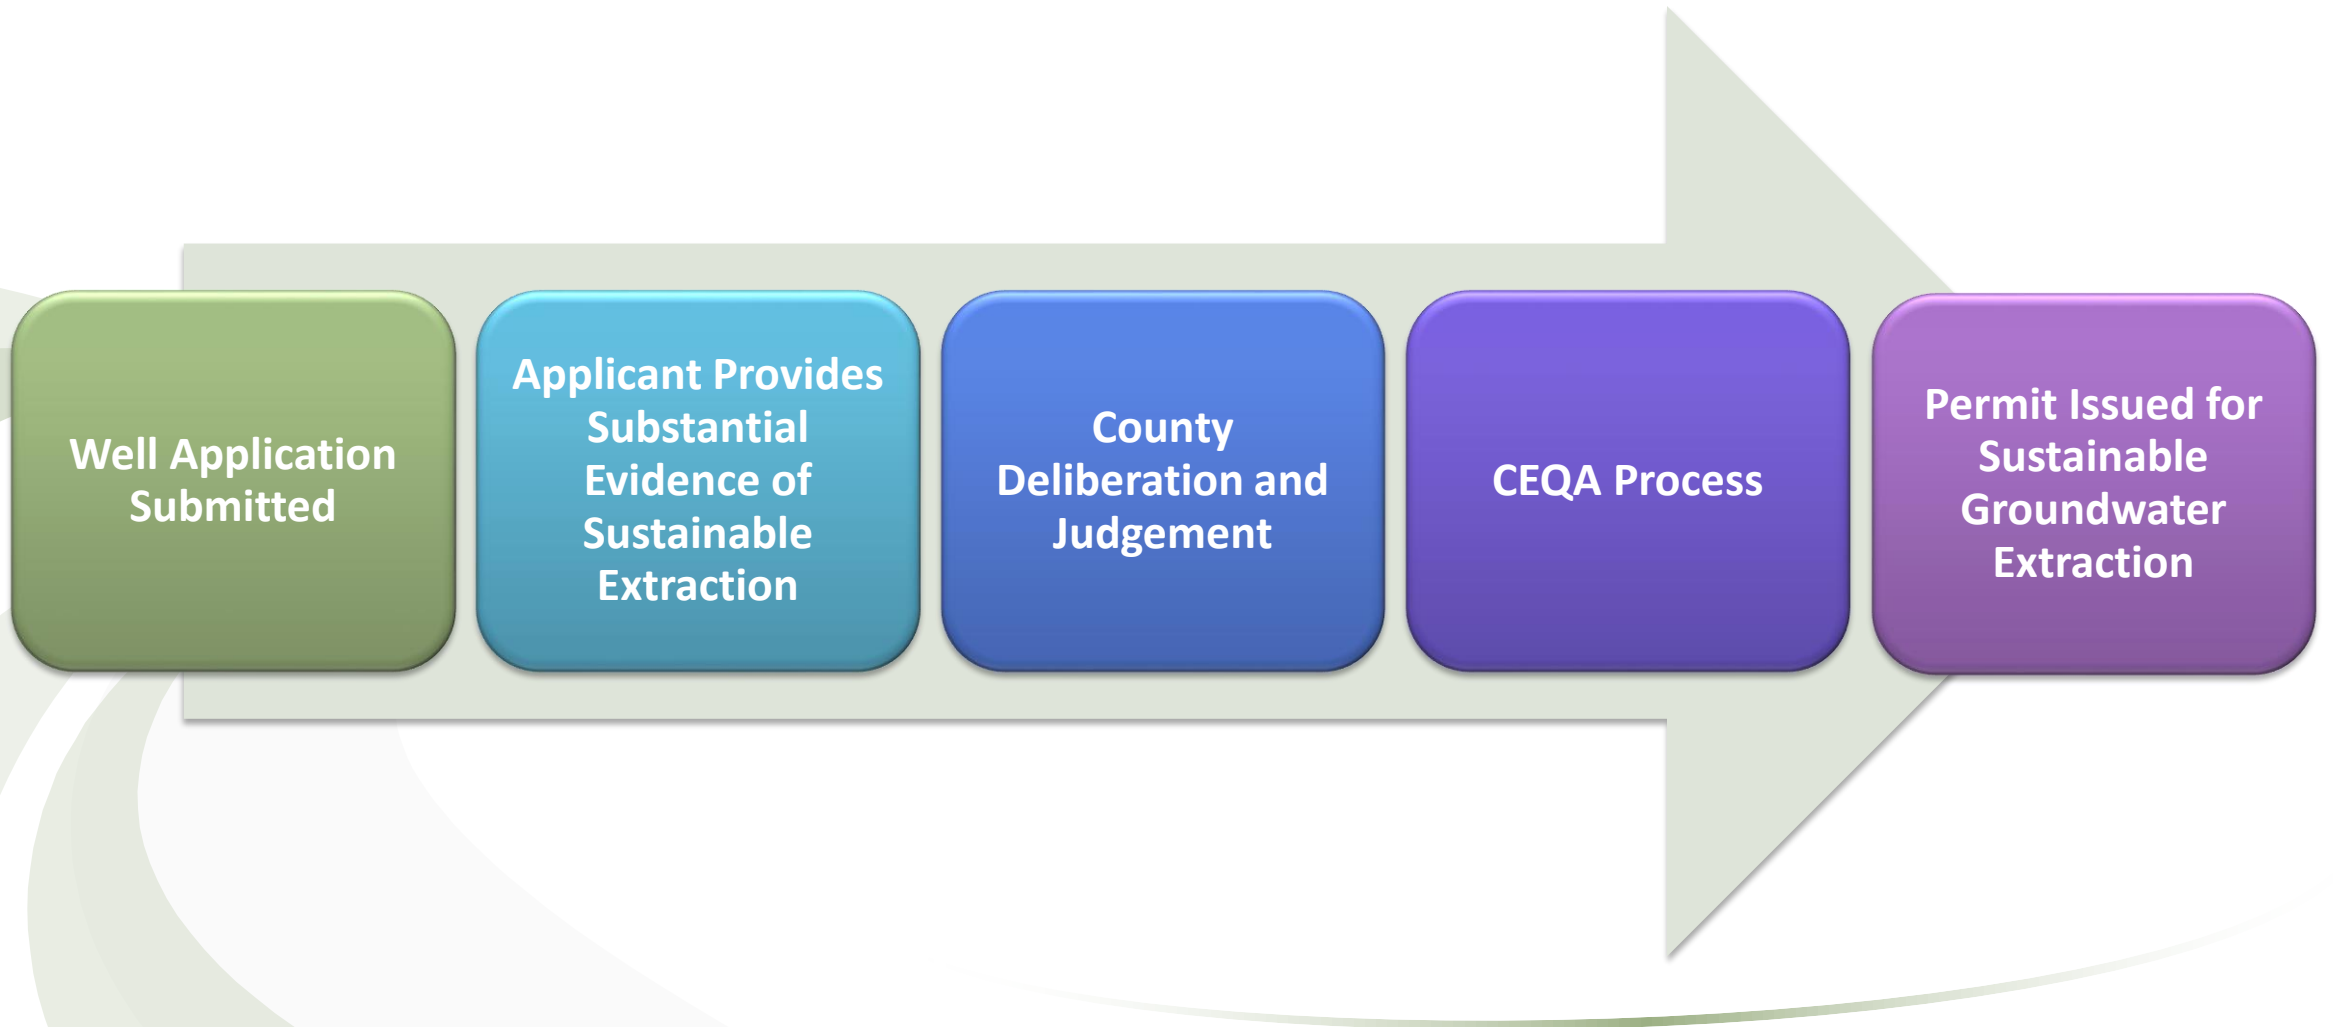 Well Application
Submitted
Applicant Provides
Substantial
Evidence of
Sustainable
Extraction
County
Deliberation and
Judgement
CEQA Process
Permit Issued for
Sustainable
Groundwater
Extraction